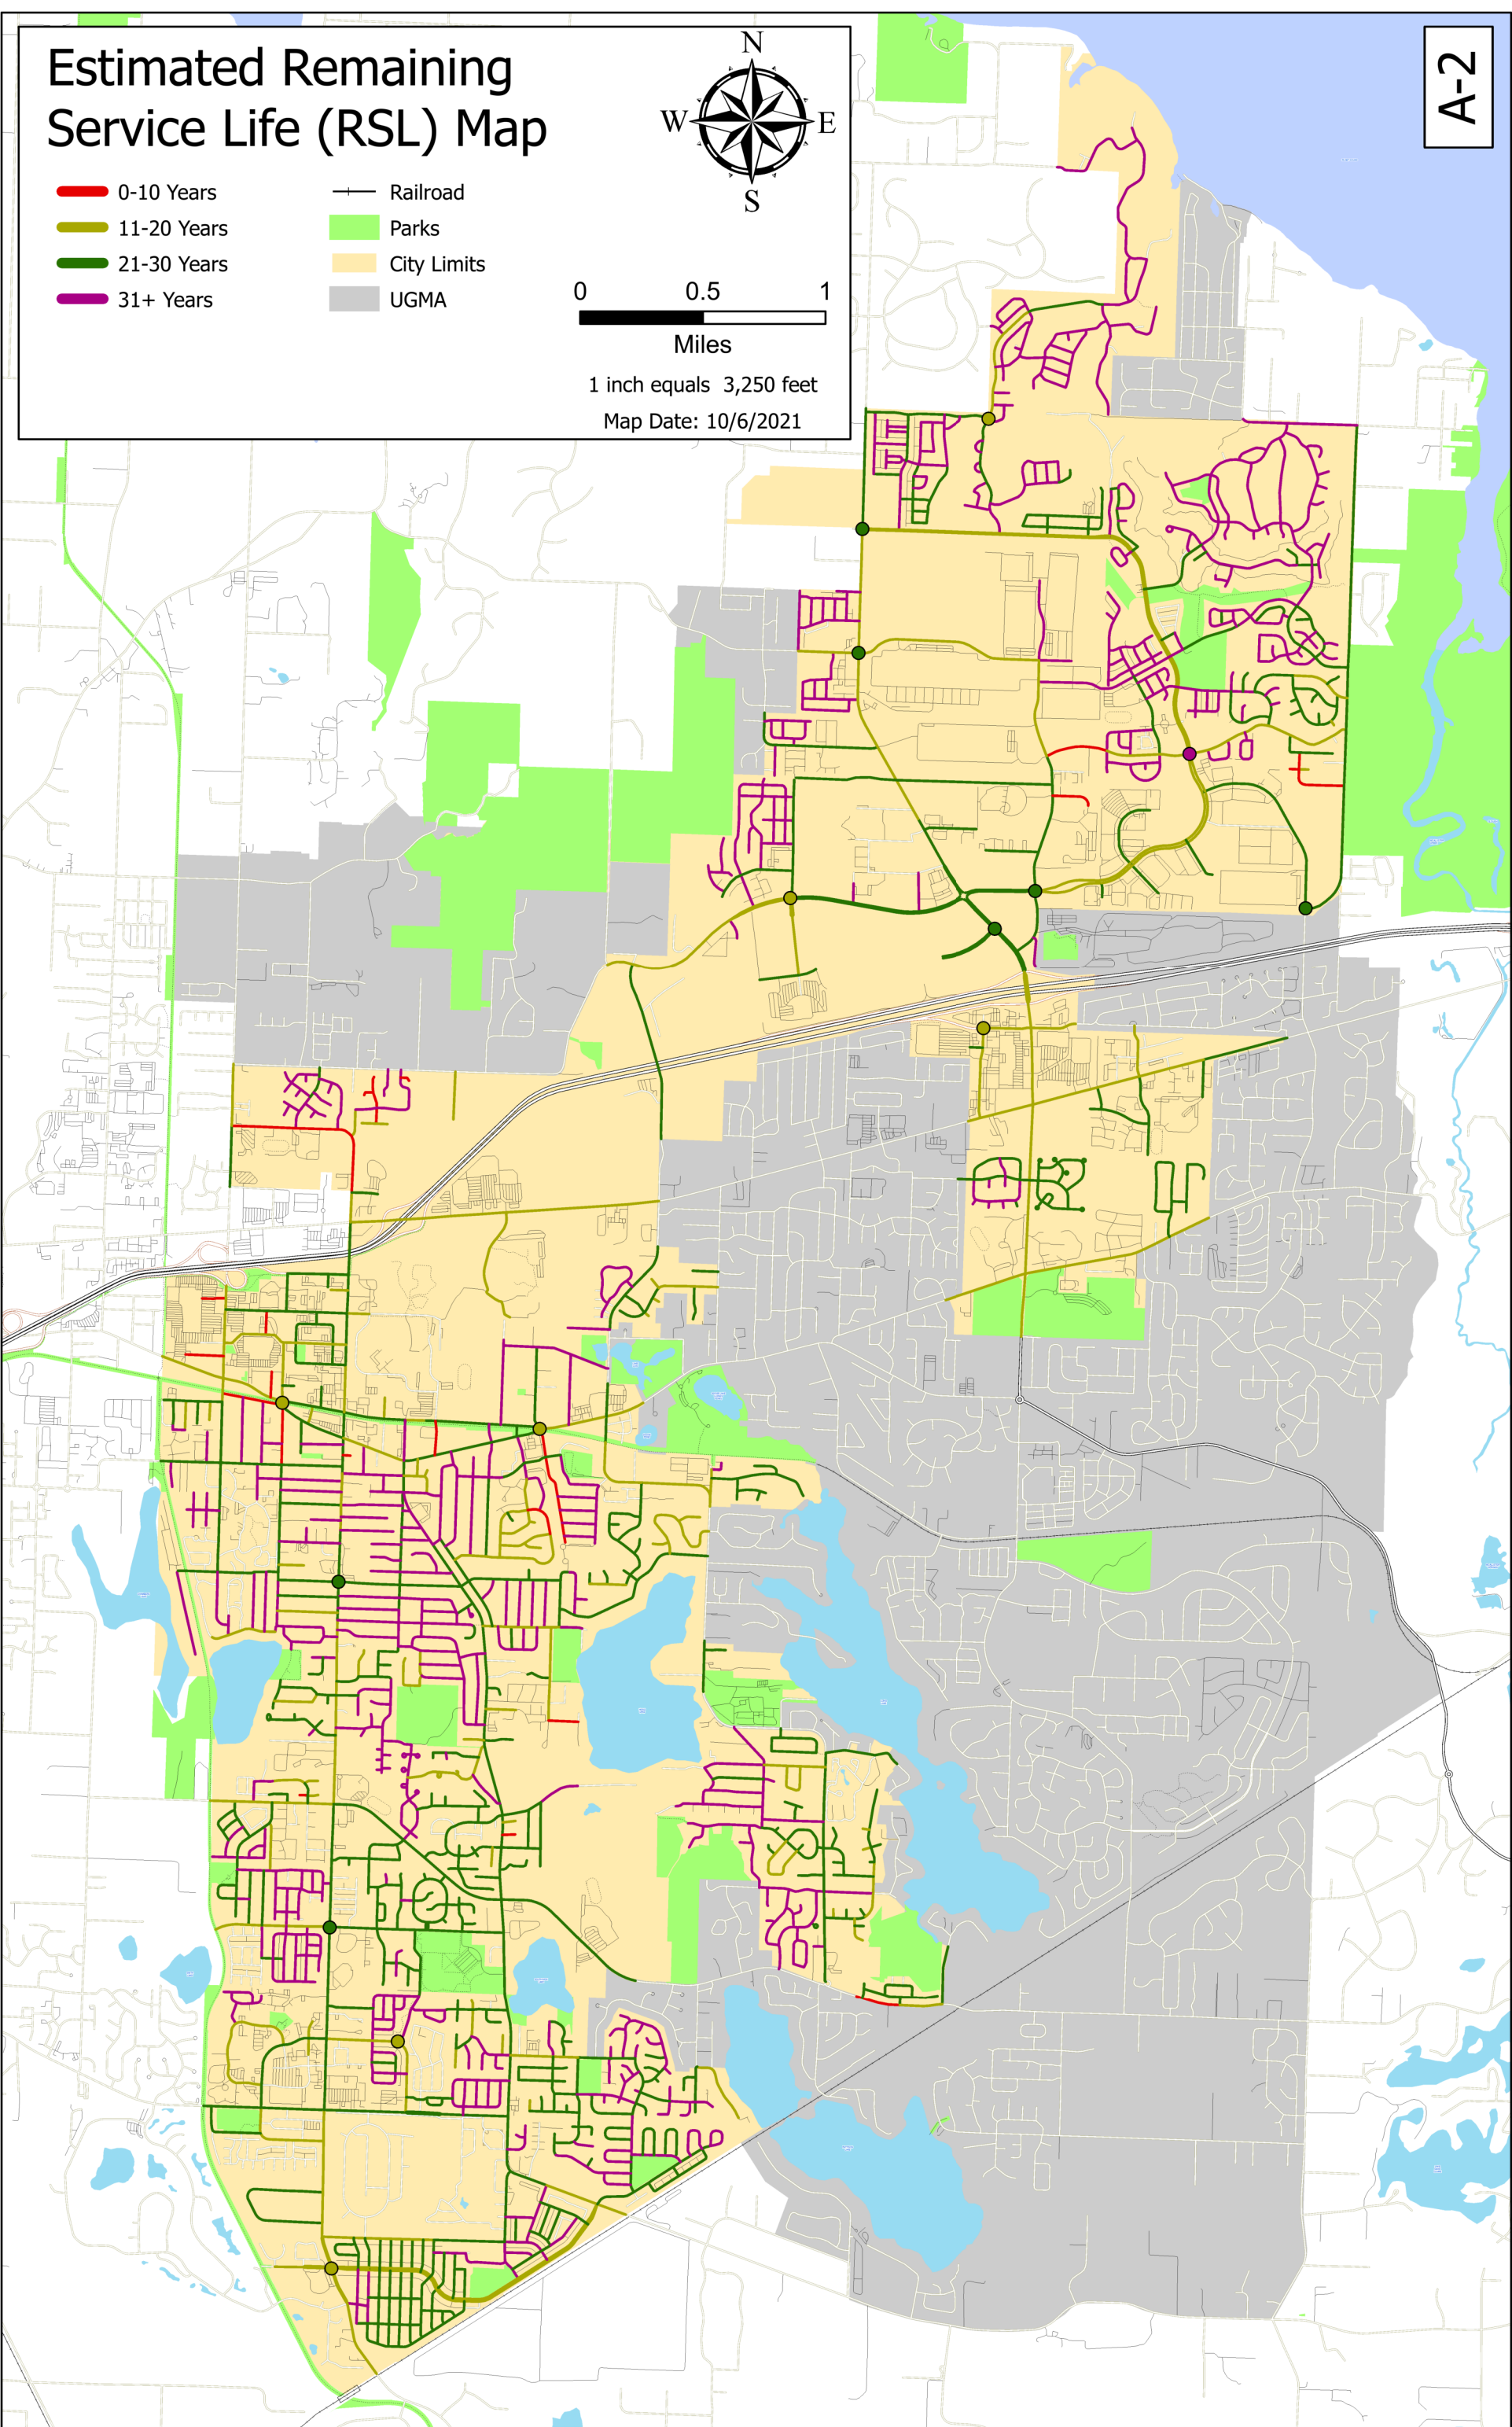 Estimated Remaining
Service Life (RSL) Map
N
W
E
S
0-10 Years
11-20 Years
21-30 Years
31+ Years
Railroad
Parks
City Limits
UGMA
0 0.5 1
Miles
1 inch equals 3,250 feet
Map Date: 10/6/2021
A-2